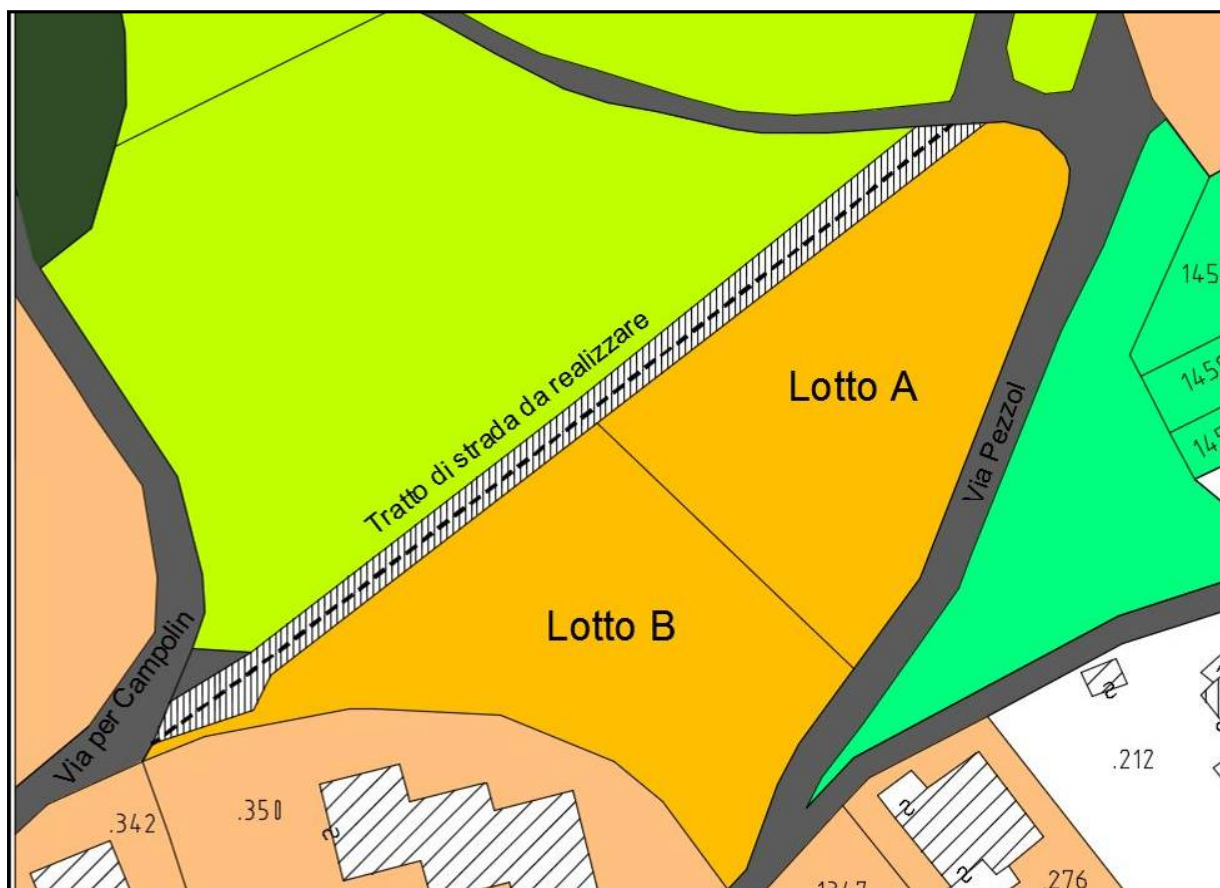 Lotto A
Tratto di strada da realizzare
Via Pezzol
Lotto B
Via per Campolin
.342
.350
.212
276